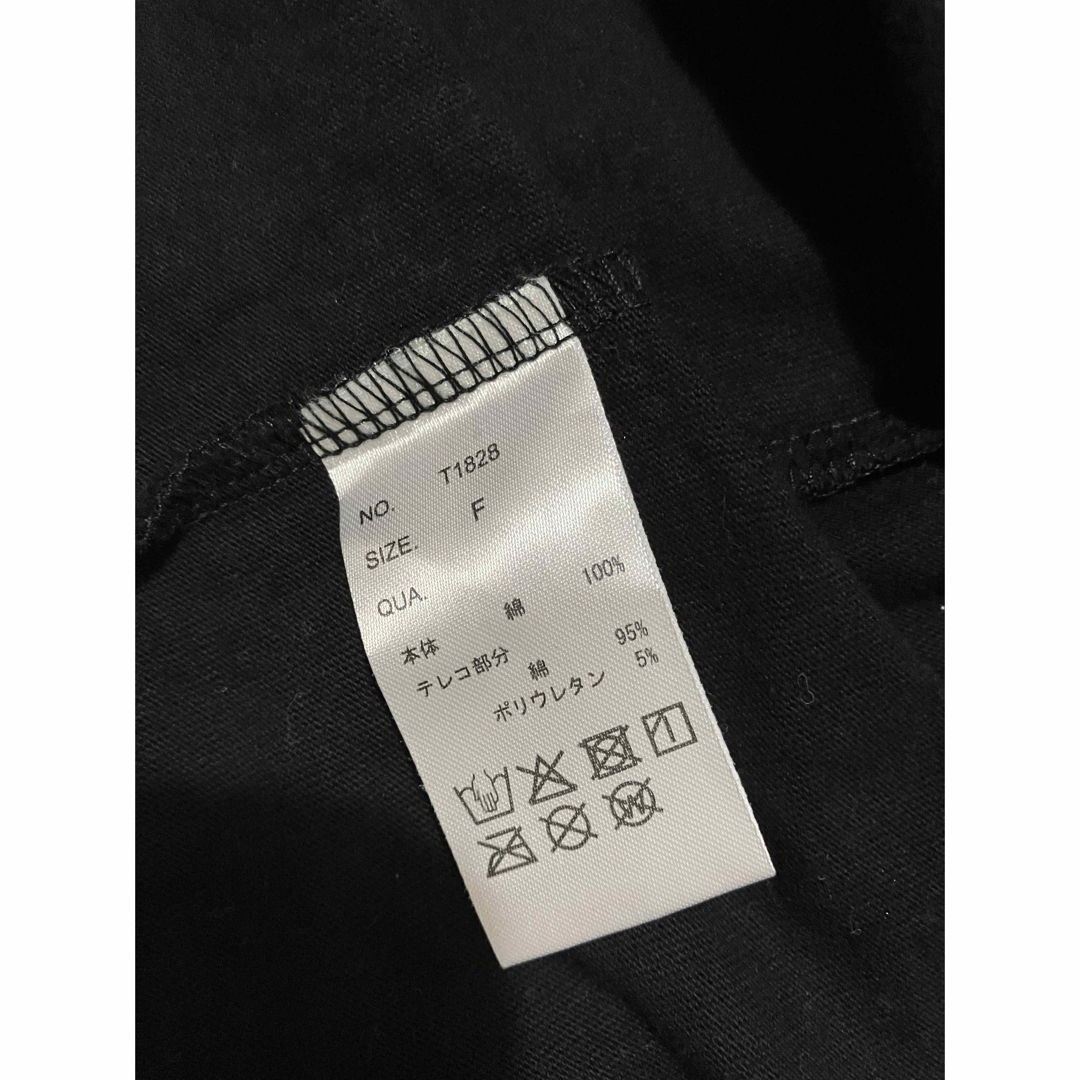 NO. T1828
SIZE. F
QUA.
本体 綿 100%
テレコ部分 綿 95%
ポリウレタン 5%